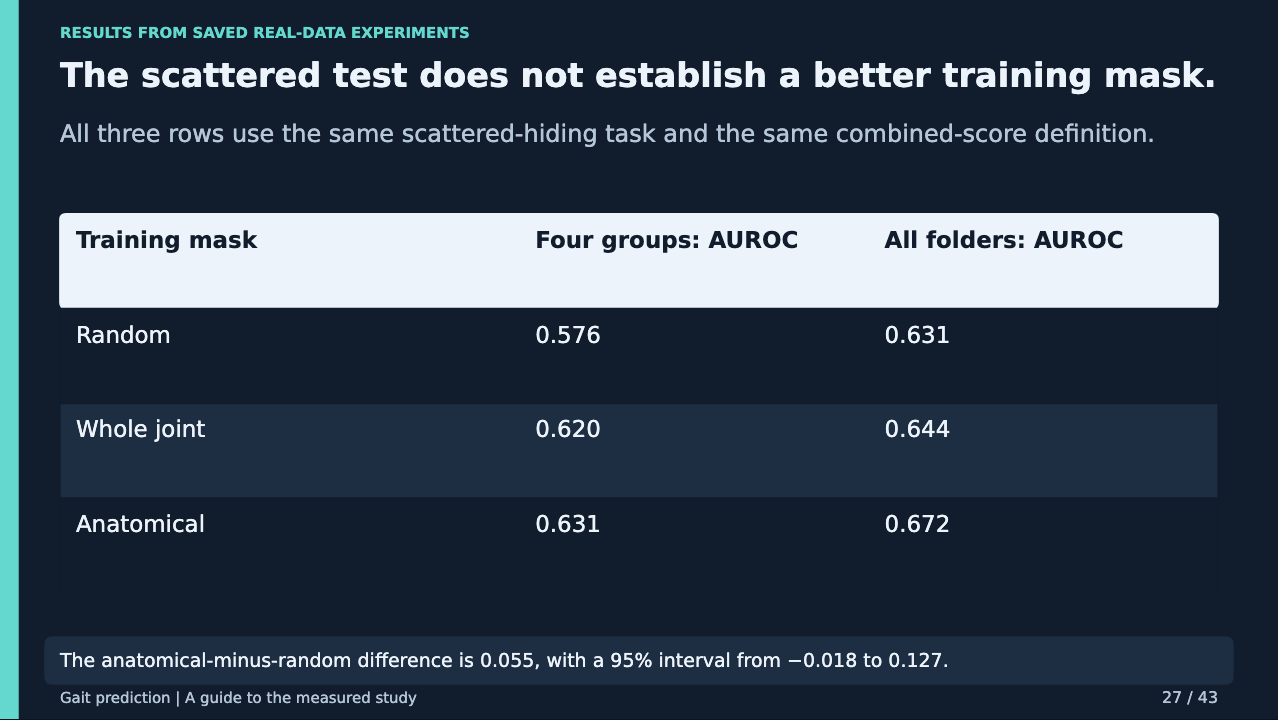 RESULTS FROM SAVED REAL-DATA EXPERIMENTS
The scattered test does not establish a better training mask.
All three rows use the same scattered-hiding task and the same combined-score definition.
Training mask Four groups: AUROC All folders: AUROC
Random 0.576 0.631
Whole joint 0.620 0.644
Anatomical 0.631 0.672
The anatomical-minus-random difference is 0.055, with a 95% interval from −0.018 to 0.127.
Gait prediction | A guide to the measured study 27 / 43